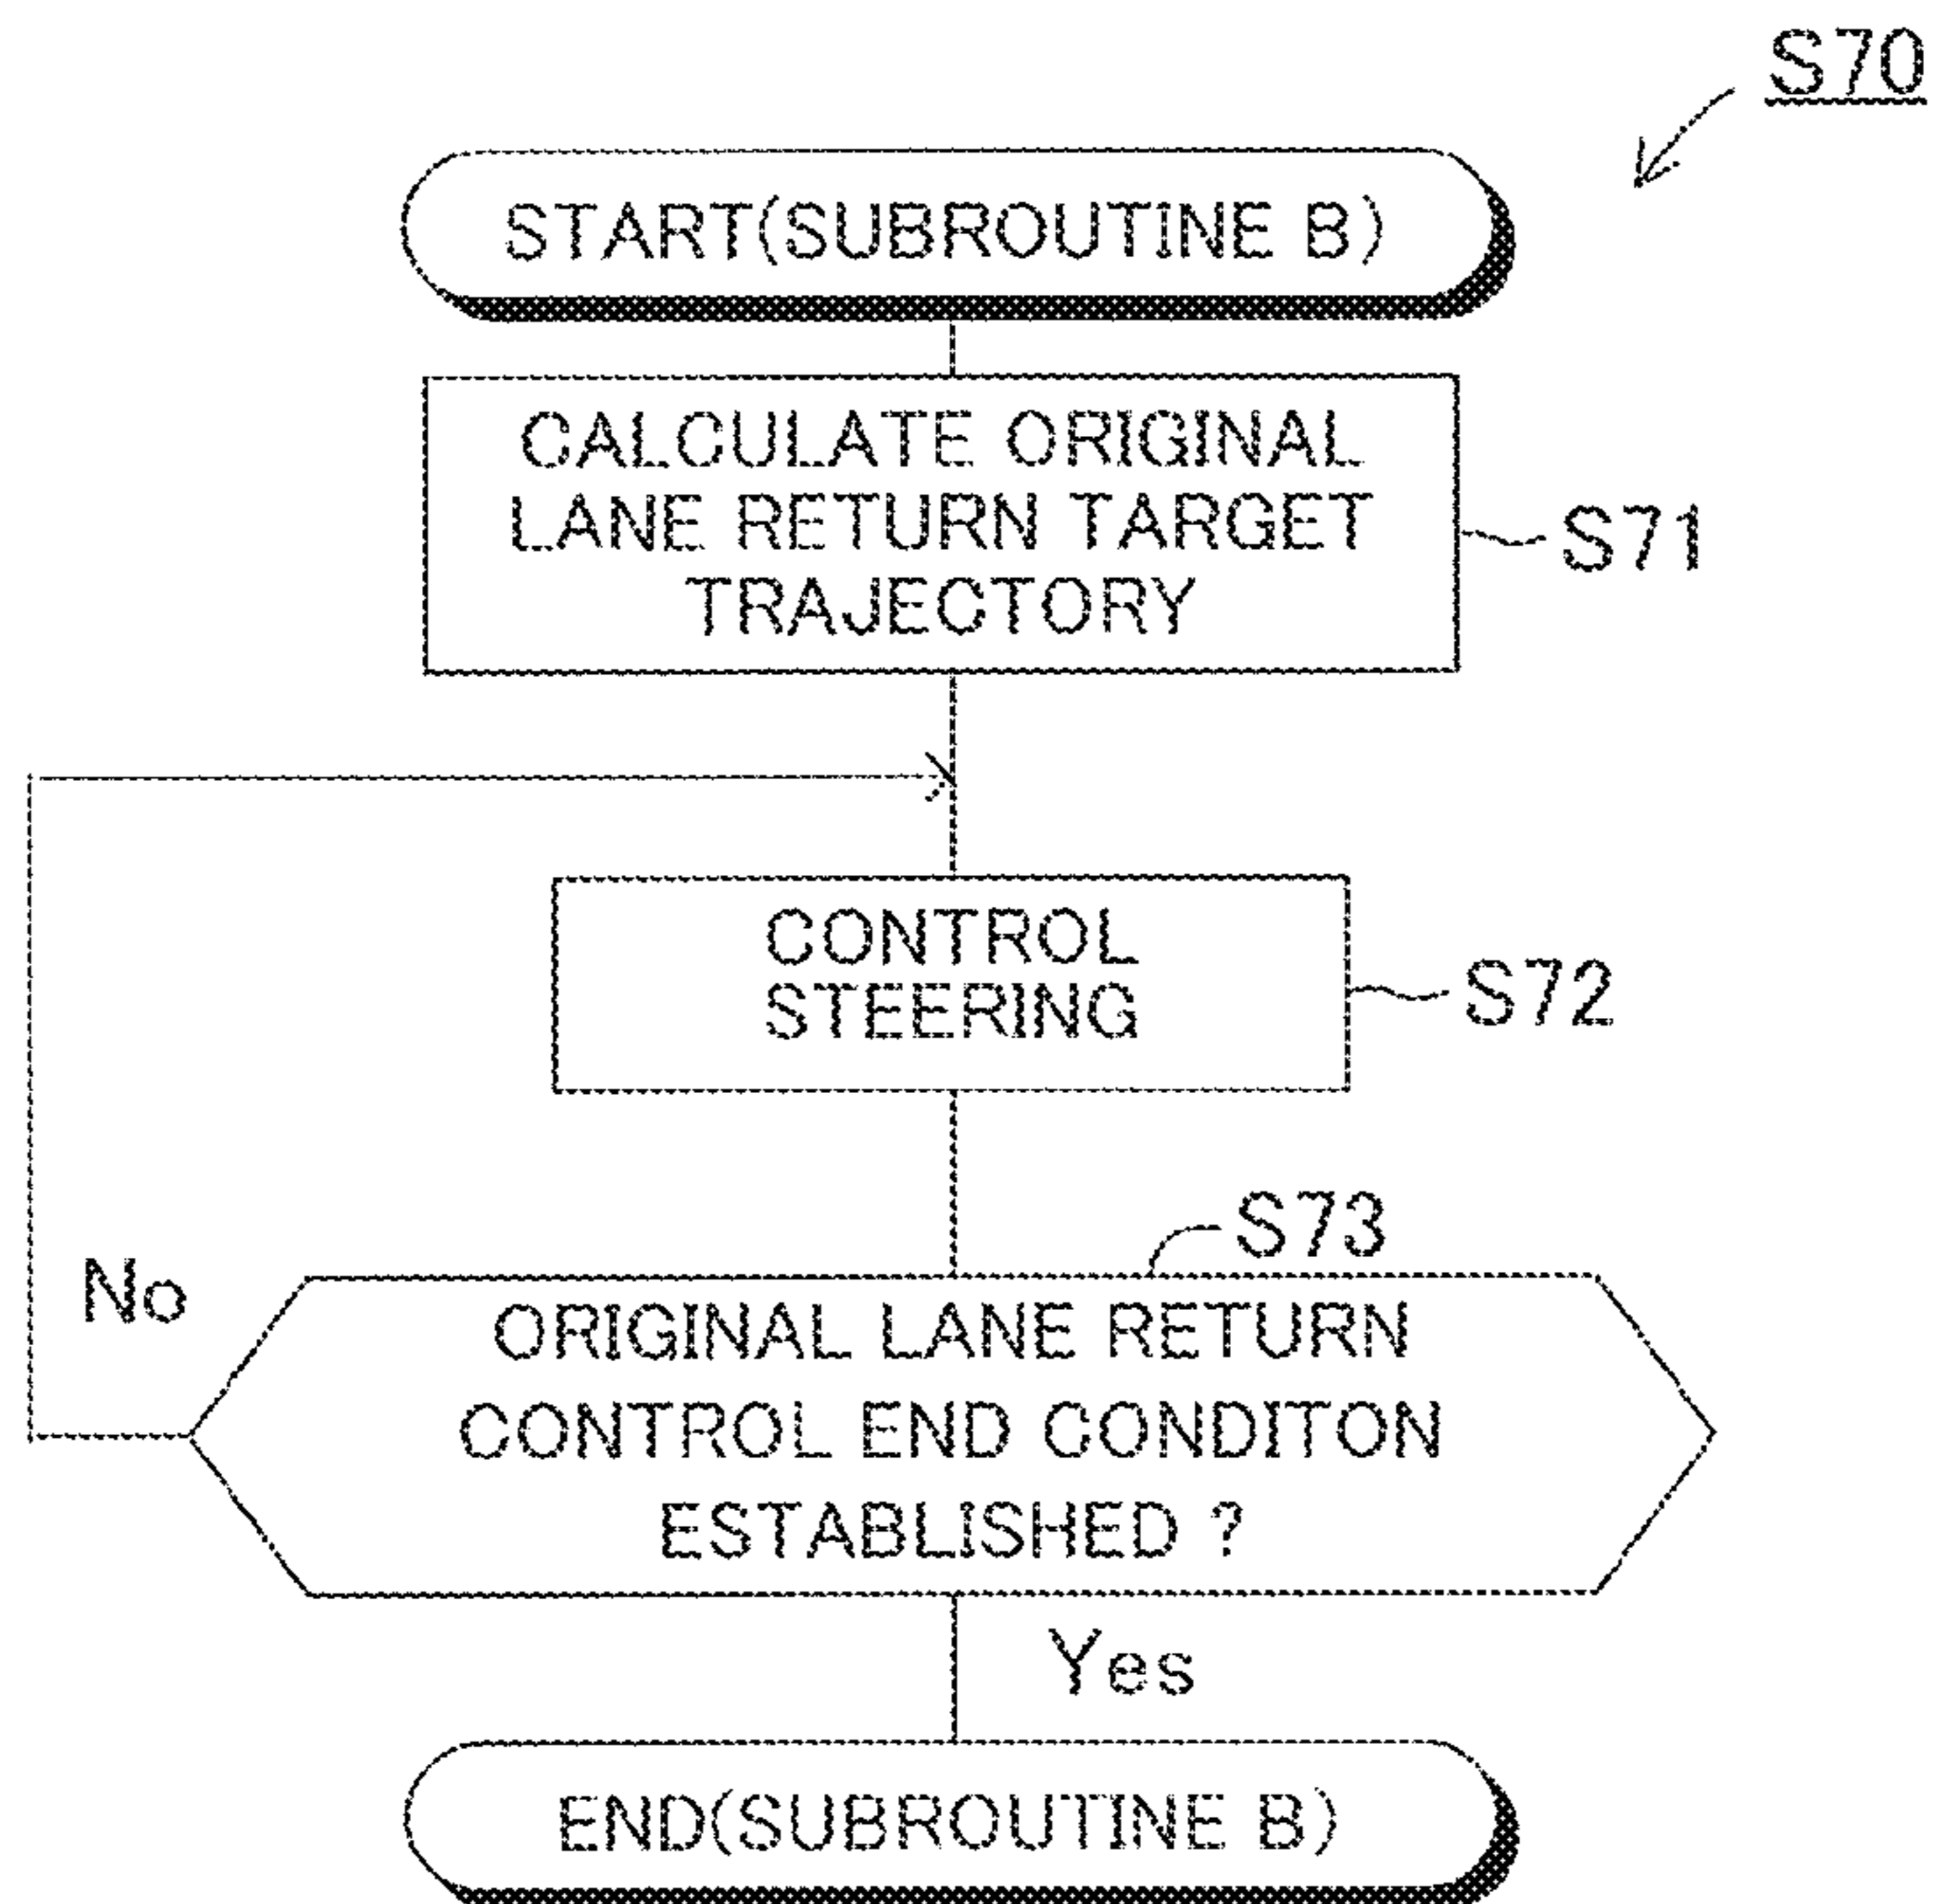 S70
START(SUBROUTINE B)
CALCULATE ORIGINAL
LANE RETURN TARGET
TRAJECTORY
S71
CONTROL
STEERING
S72
S73
No
ORIGINAL LANE RETURN
CONTROL END CONDITON
ESTABLISHED ?
Yes
END(SUBROUTINE B)